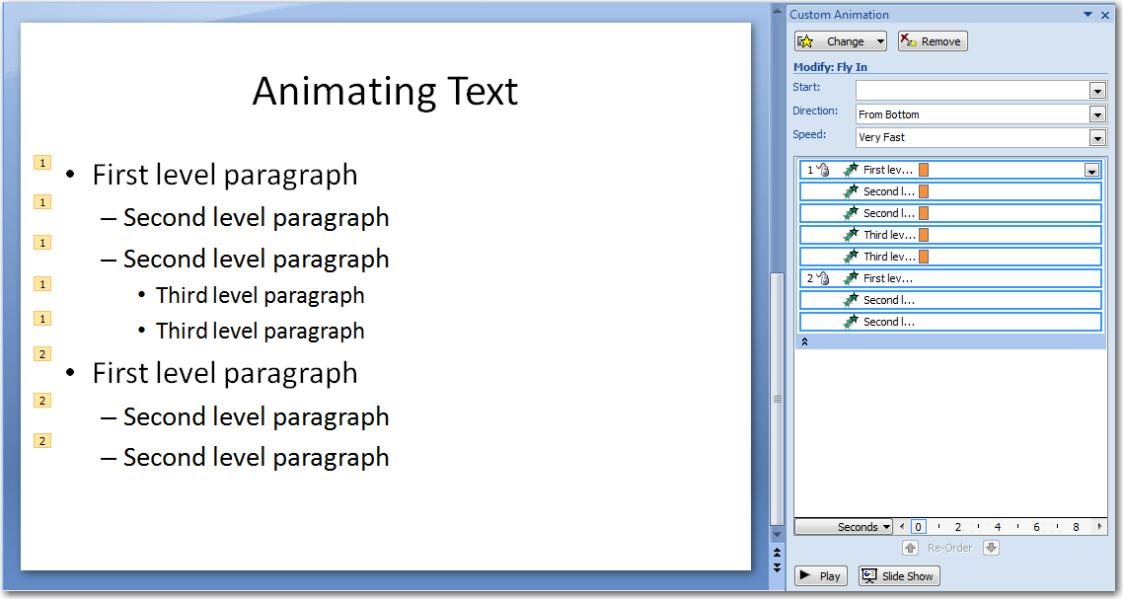 Animating Text
1
• First level paragraph
1
– Second level paragraph
1
– Second level paragraph
1
• Third level paragraph
1
• Third level paragraph
2
• First level paragraph
2
– Second level paragraph
2
– Second level paragraph
Custom Animation
Change Remove
Modify: Fly In
Start:
Direction: From Bottom
Speed: Very Fast
1 First lev...
Second l...
Second l...
Third lev...
Third lev...
2 First lev...
Second l...
Second l...
Seconds 0 2 4 6 8
Re-Order
Play Slide Show